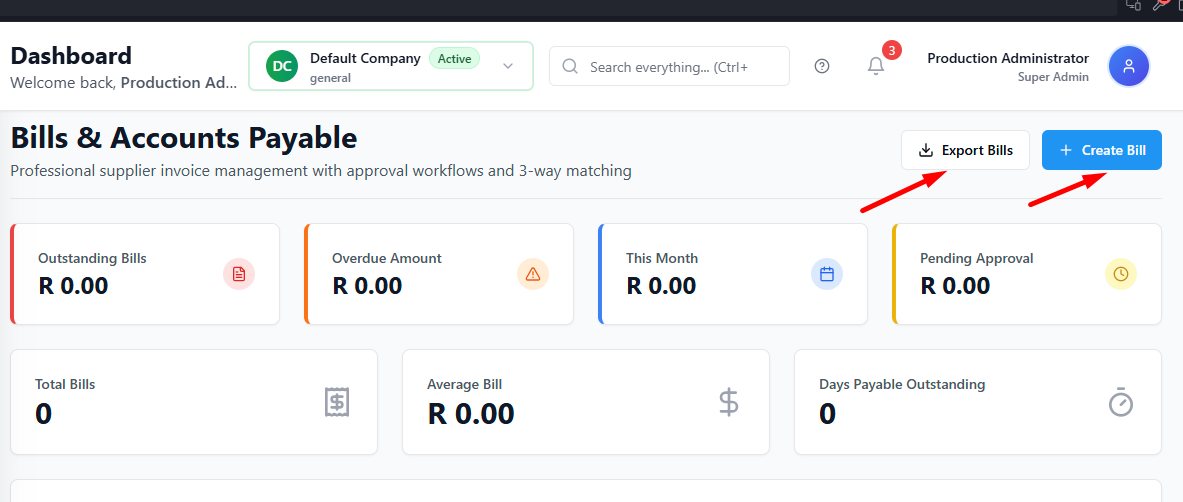 Dashboard
Welcome back, Production Ad...
DC
Default Company
Active
general
Search everything... (Ctrl+
3
Production Administrator
Super Admin
Bills & Accounts Payable
Professional supplier invoice management with approval workflows and 3-way matching
Export Bills
+ Create Bill
Outstanding Bills
R 0.00
Overdue Amount
R 0.00
This Month
R 0.00
Pending Approval
R 0.00
Total Bills
0
Average Bill
R 0.00
Days Payable Outstanding
0